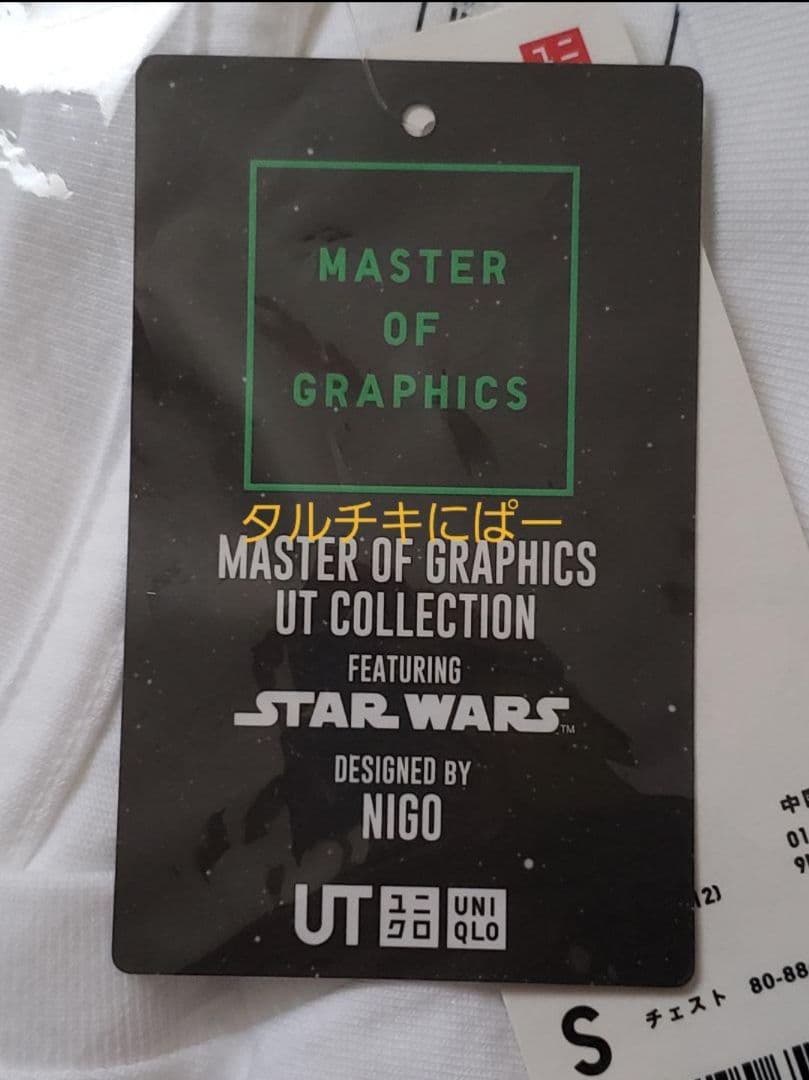 MASTER
OF
GRAPHICS
タルチキにぱー
MASTER OF GRAPHICS
UT COLLECTION
FEATURING
STAR WARS™
DESIGNED BY
NIGO
UT ユニクロ UNIQLO
S チェスト 80-88